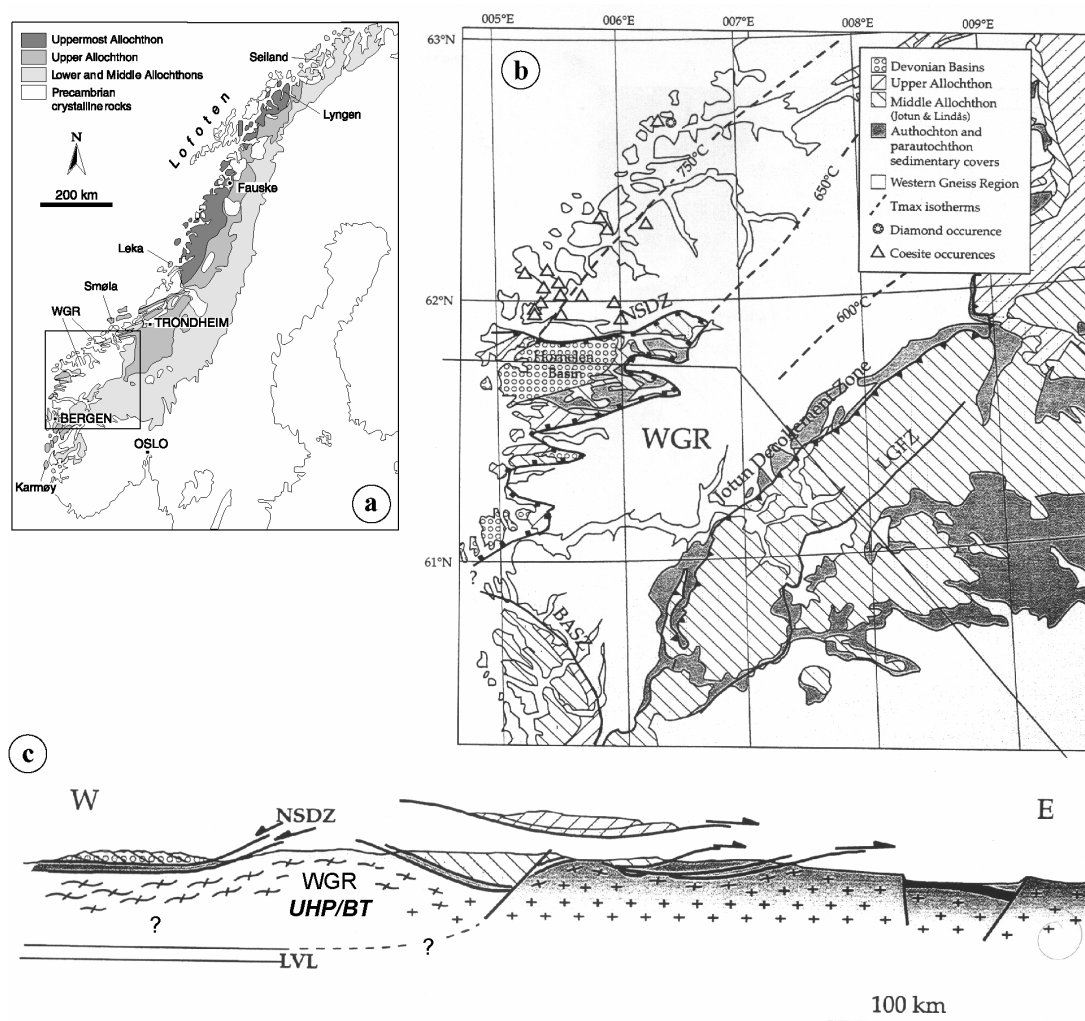 Uppermost Allochthon
Upper Allochthon
Lower and Middle Allochthons
Precambrian
crystalline rocks
Seiland
Lyngen
Lofoten
N
200 km
Fauske
Leka
Smøla
WGR
TRONDHEIM
BERGEN
OSLO
Karmøy
a
005°E
006°E
007°E
008°E
009°E
63°N
b
Devonian Basins
Upper Allochthon
Middle Allochthon
(Jotun & Lindås)
Authochton and
parautochthon
sedimentary covers
Western Gneiss Region
Tmax isotherms
Diamond occurence
Coesite occurences
750°C
650°C
600°C
62°N
NSDZ
Hornelen
Basin
WGR
Jotun Decollement Zone
LGFZ
61°N
?
BASZ
c
W
E
NSDZ
WGR
UHP/BT
?
?
LVL
100 km